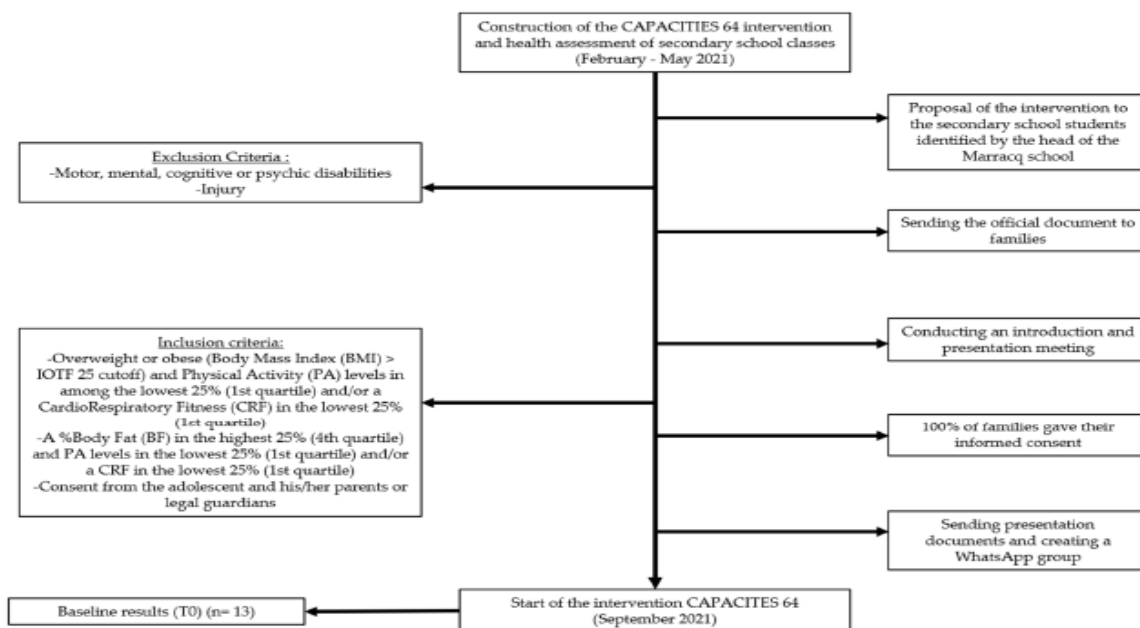 Construction of the CAPACITIES 64 intervention
and health assessment of secondary school classes
(February - May 2021)
Proposal of the intervention to
the secondary school students
identified by the head of the
Marracq school
Exclusion Criteria :
-Motor, mental, cognitive or psychic disabilities
-Injury
Sending the official document to
families
Inclusion criteria:
-Overweight or obese (Body Mass Index (BMI) >
IOTF 25 cutoff) and Physical Activity (PA) levels in
among the lowest 25% (1st quartile) and/or a
CardioRespiratory Fitness (CRF) in the lowest 25%
(1st quartile)
-A %Body Fat (BF) in the highest 25% (4th quartile)
and PA levels in the lowest 25% (1st quartile) and/or
a CRF in the lowest 25% (1st quartile)
-Consent from the adolescent and his/her parents or
legal guardians
Conducting an introduction and
presentation meeting
100% of families gave their
informed consent
Sending presentation
documents and creating a
WhatsApp group
Baseline results (T0) (n= 13)
Start of the intervention CAPACITES 64
(September 2021)